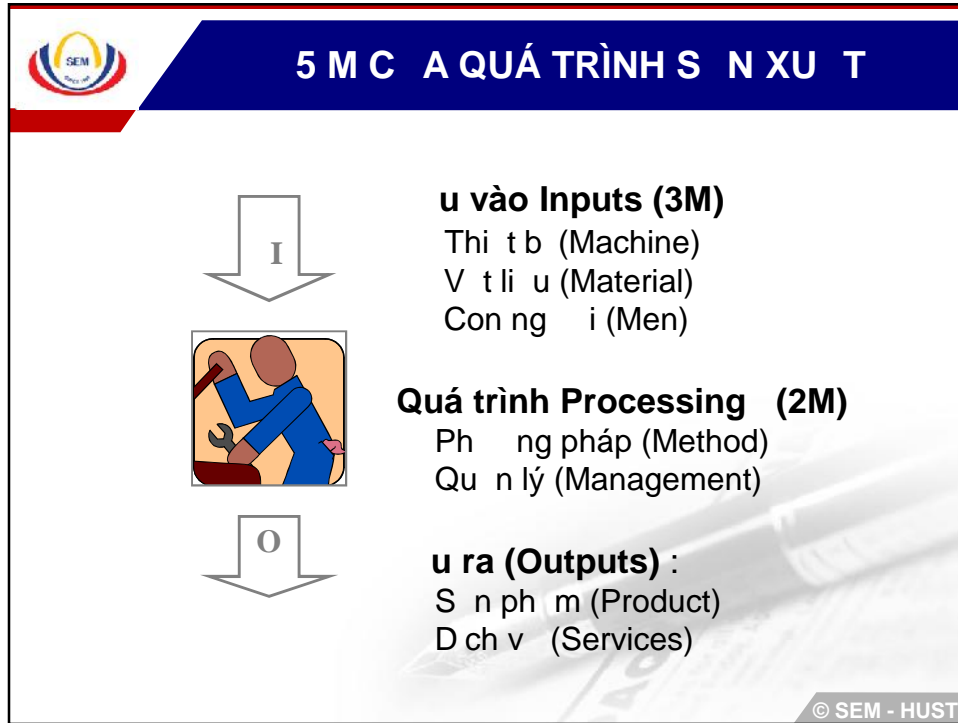 SEM
5 M C A QUÁ TRÌNH S N XU T
I
u vào Inputs (3M)
Thi t b (Machine)
V t li u (Material)
Con ng i (Men)
Quá trình Processing (2M)
Ph ng pháp (Method)
Qu n lý (Management)
O
u ra (Outputs) :
S n ph m (Product)
D ch v (Services)
© SEM - HUST